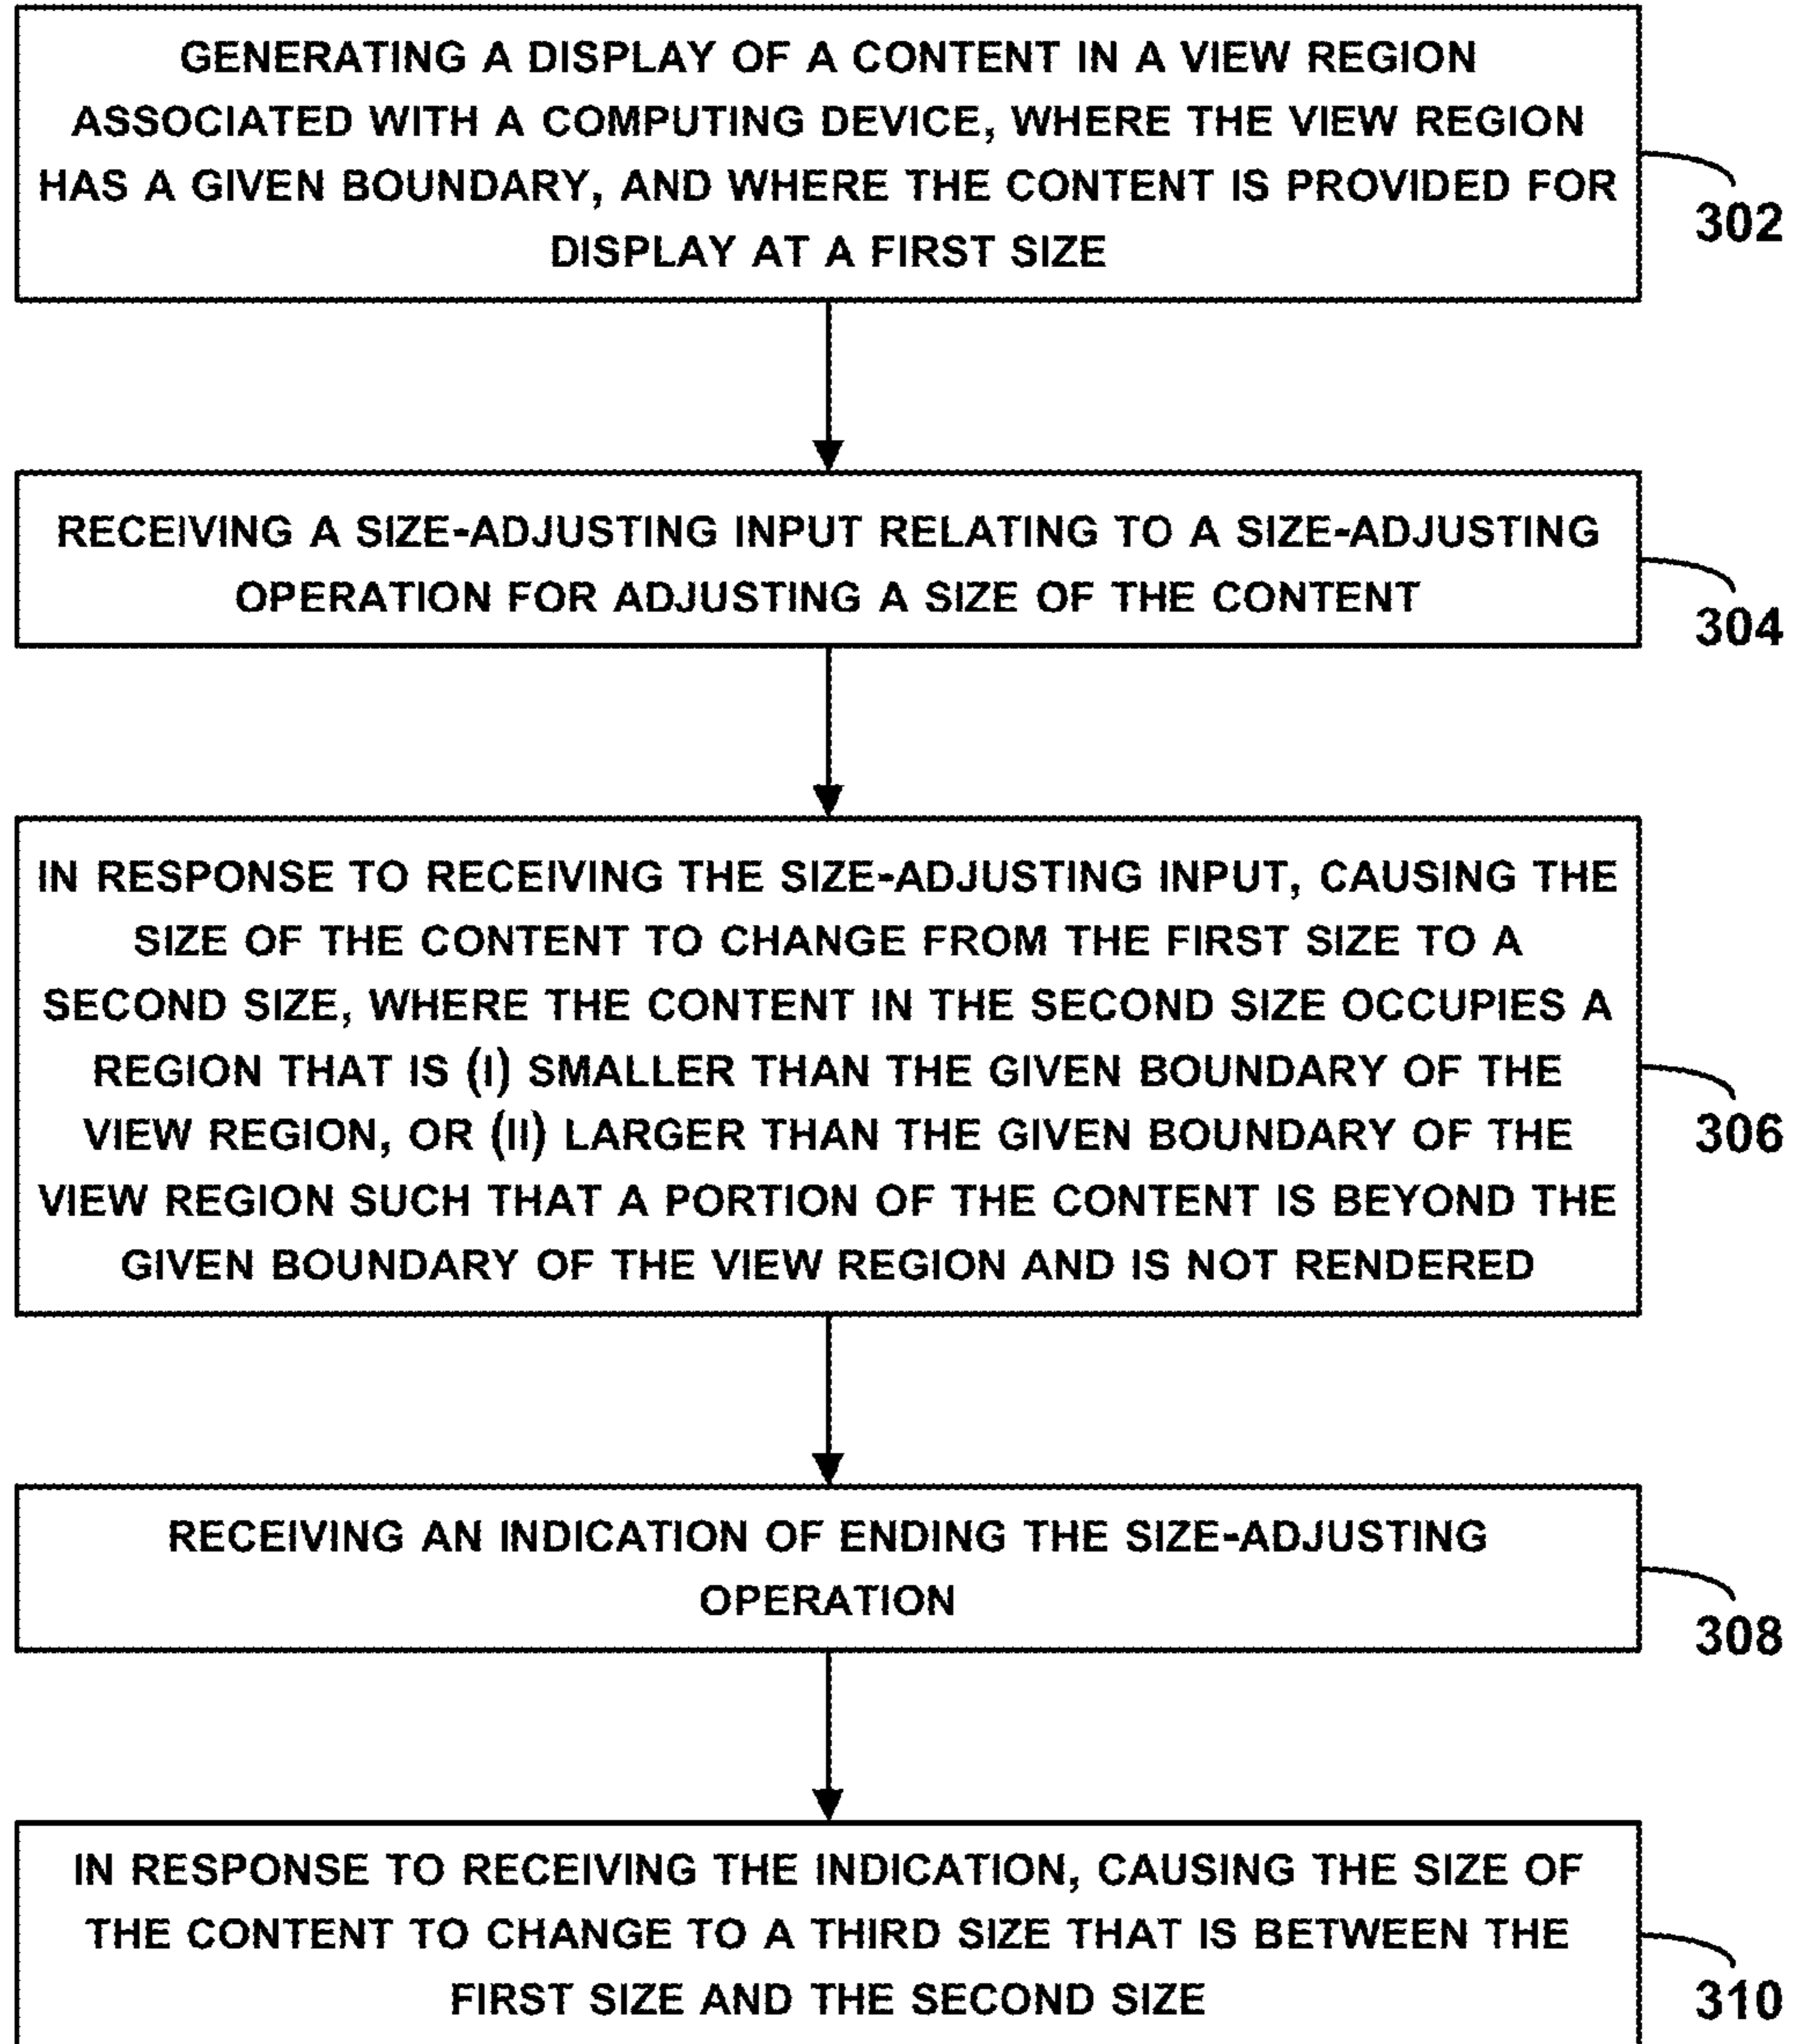 GENERATING A DISPLAY OF A CONTENT IN A VIEW REGION
ASSOCIATED WITH A COMPUTING DEVICE, WHERE THE VIEW REGION
HAS A GIVEN BOUNDARY, AND WHERE THE CONTENT IS PROVIDED FOR
DISPLAY AT A FIRST SIZE
302
RECEIVING A SIZE-ADJUSTING INPUT RELATING TO A SIZE-ADJUSTING
OPERATION FOR ADJUSTING A SIZE OF THE CONTENT
304
IN RESPONSE TO RECEIVING THE SIZE-ADJUSTING INPUT, CAUSING THE
SIZE OF THE CONTENT TO CHANGE FROM THE FIRST SIZE TO A
SECOND SIZE, WHERE THE CONTENT IN THE SECOND SIZE OCCUPIES A
REGION THAT IS (I) SMALLER THAN THE GIVEN BOUNDARY OF THE
VIEW REGION, OR (II) LARGER THAN THE GIVEN BOUNDARY OF THE
VIEW REGION SUCH THAT A PORTION OF THE CONTENT IS BEYOND THE
GIVEN BOUNDARY OF THE VIEW REGION AND IS NOT RENDERED
306
RECEIVING AN INDICATION OF ENDING THE SIZE-ADJUSTING
OPERATION
308
IN RESPONSE TO RECEIVING THE INDICATION, CAUSING THE SIZE OF
THE CONTENT TO CHANGE TO A THIRD SIZE THAT IS BETWEEN THE
FIRST SIZE AND THE SECOND SIZE
310